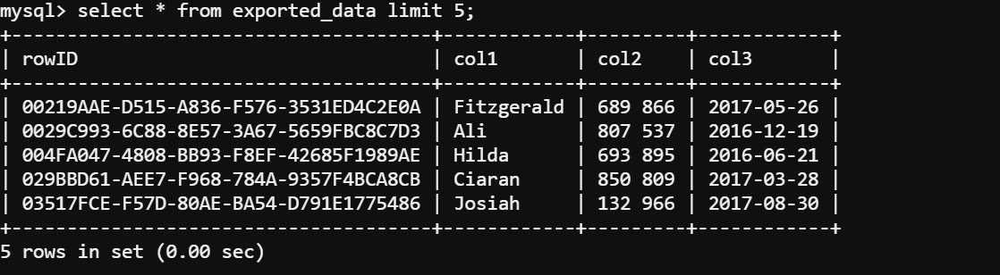 mysql> select * from exported_data limit 5;
+--------------------------------------+------------+---------+------------+
| rowID                                | col1       | col2    | col3       |
+--------------------------------------+------------+---------+------------+
| 00219AAE-D515-A836-F576-3531ED4C2E0A | Fitzgerald | 689 866 | 2017-05-26 |
| 0029C993-6C88-8E57-3A67-5659FBC8C7D3 | Ali        | 807 537 | 2016-12-19 |
| 004FA047-4808-BB93-F8EF-42685F1989AE | Hilda      | 693 895 | 2016-06-21 |
| 029BBD61-AEE7-F968-784A-9357F4BCA8CB | Ciaran     | 850 809 | 2017-03-28 |
| 03517FCE-F57D-80AE-BA54-D791E1775486 | Josiah     | 132 966 | 2017-08-30 |
+--------------------------------------+------------+---------+------------+
5 rows in set (0.00 sec)